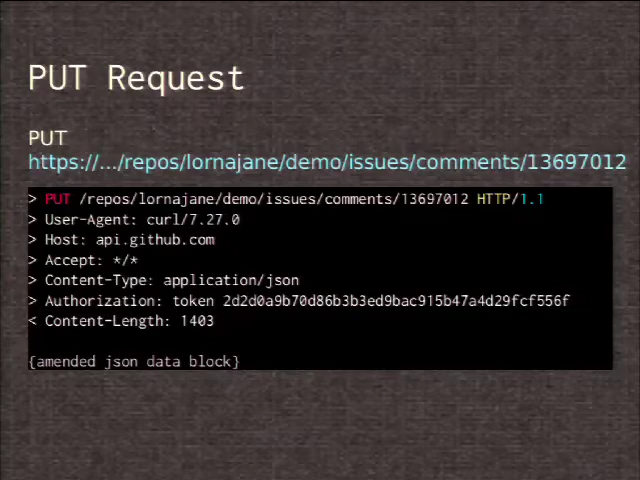 PUT Request
PUT
https://.../repos/lornajane/demo/issues/comments/13697012
> PUT /repos/lornajane/demo/issues/comments/13697012 HTTP/1.1
> User-Agent: curl/7.27.0
> Host: api.github.com
> Accept: */*
> Content-Type: application/json
> Authorization: token 2d2d0a9b70d86b3b3ed9bac915b47a4d29fcf556f
< Content-Length: 1403
{amended json data block}